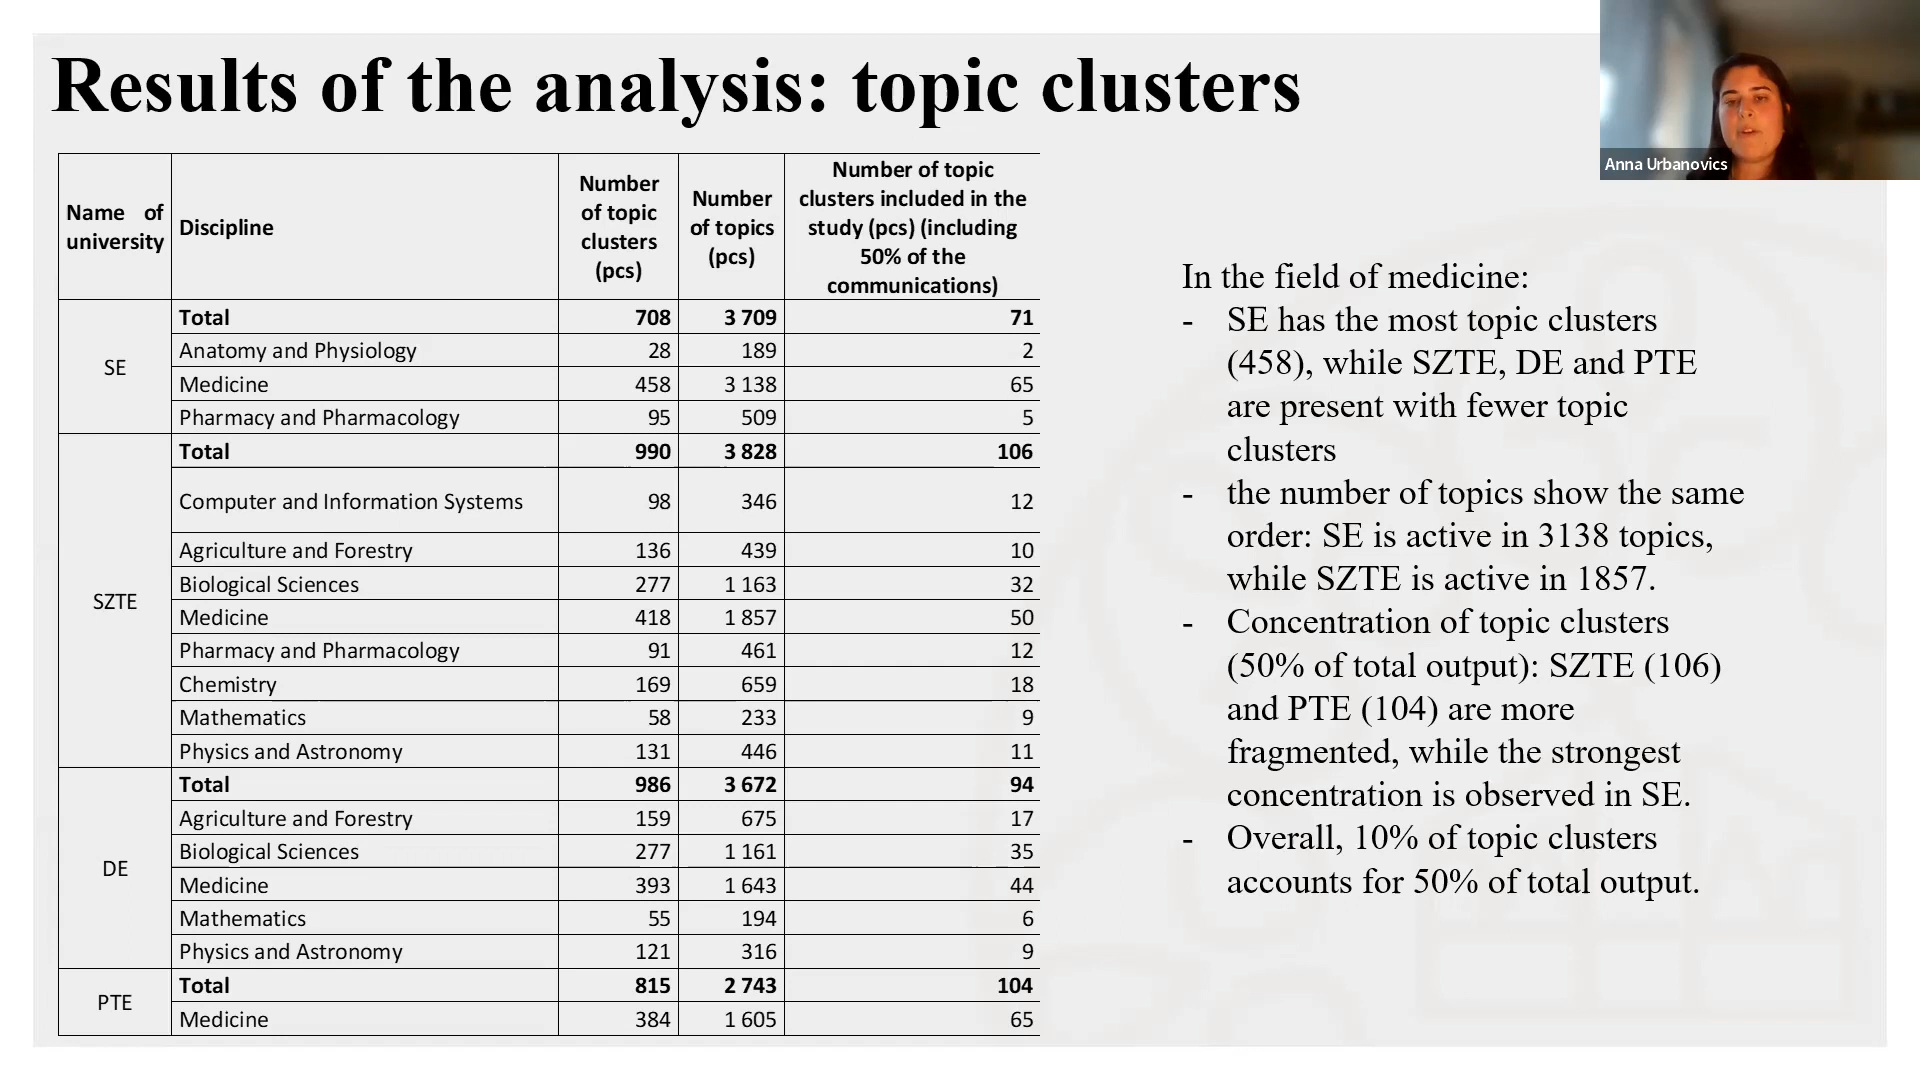 Results of the analysis: topic clusters
Anna Urbanovics
Name of university | Discipline | Number of topic clusters (pcs) | Number of topics (pcs) | Number of topic clusters included in the study (pcs) (including 50% of the communications)
SE | Total | 708 | 3 709 | 71
Anatomy and Physiology | 28 | 189 | 2
Medicine | 458 | 3 138 | 65
Pharmacy and Pharmacology | 95 | 509 | 5
SZTE | Total | 990 | 3 828 | 106
Computer and Information Systems | 98 | 346 | 12
Agriculture and Forestry | 136 | 439 | 10
Biological Sciences | 277 | 1 163 | 32
Medicine | 418 | 1 857 | 50
Pharmacy and Pharmacology | 91 | 461 | 12
Chemistry | 169 | 659 | 18
Mathematics | 58 | 233 | 9
Physics and Astronomy | 131 | 446 | 11
DE | Total | 986 | 3 672 | 94
Agriculture and Forestry | 159 | 675 | 17
Biological Sciences | 277 | 1 161 | 35
Medicine | 393 | 1 643 | 44
Mathematics | 55 | 194 | 6
Physics and Astronomy | 121 | 316 | 9
PTE | Total | 815 | 2 743 | 104
Medicine | 384 | 1 605 | 65
In the field of medicine:
- SE has the most topic clusters
(458), while SZTE, DE and PTE
are present with fewer topic
clusters
- the number of topics show the same
order: SE is active in 3138 topics,
while SZTE is active in 1857.
- Concentration of topic clusters
(50% of total output): SZTE (106)
and PTE (104) are more
fragmented, while the strongest
concentration is observed in SE.
- Overall, 10% of topic clusters
accounts for 50% of total output.